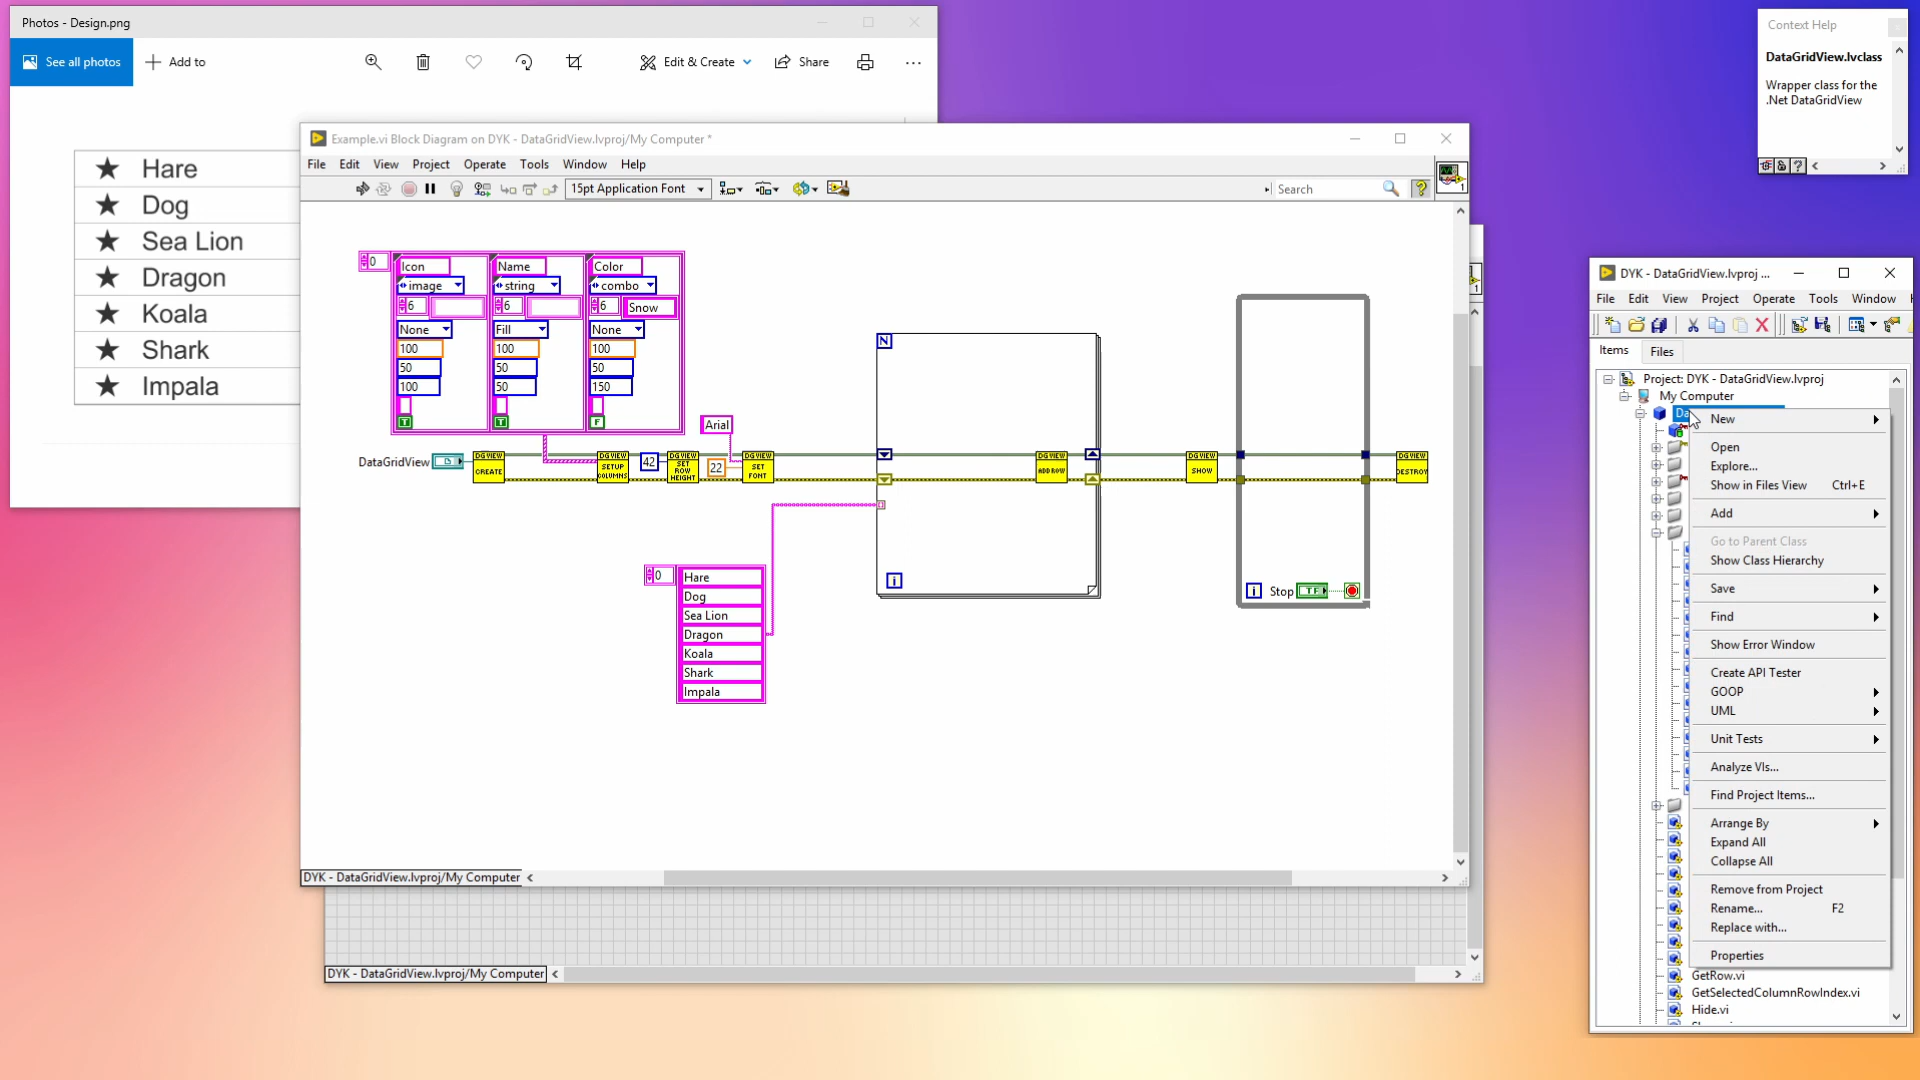 Photos - Design.png
See all photos
Add to
Edit & Create
Share
Hare
Dog
Sea Lion
Dragon
Koala
Shark
Impala
Example.vi Block Diagram on DYK - DataGridView.lvproj/My Computer *
File Edit View Project Operate Tools Window Help
15pt Application Font
Search
0
Icon Name Color
image string combo
6 6 6 Snow
None Fill None
100 100 100
50 50 50
100 50 150
T T F
Arial
DataGridView
DGVIEW CREATE
DGVIEW SETUP COLUMNS
42
DGVIEW SET ROW HEIGHT
22
DGVIEW SET FONT
N
DGVIEW ADD ROW
i
DGVIEW SHOW
i Stop TF
DGVIEW DESTROY
0
Hare
Dog
Sea Lion
Dragon
Koala
Shark
Impala
DYK - DataGridView.lvproj/My Computer
DYK - DataGridView.lvproj/My Computer
Context Help
DataGridView.lvclass
Wrapper class for the
.Net DataGridView
DYK - DataGridView.lvproj ...
File Edit View Project Operate Tools Window
Items Files
Project: DYK - DataGridView.lvproj
My Computer
Da
New
Open
Explore...
Show in Files View Ctrl+E
Add
Go to Parent Class
Show Class Hierarchy
Save
Find
Show Error Window
Create API Tester
GOOP
UML
Unit Tests
Analyze VIs...
Find Project Items...
Arrange By
Expand All
Collapse All
Remove from Project
Rename... F2
Replace with...
Properties
GetRow.vi
GetSelectedColumnRowIndex.vi
Hide.vi